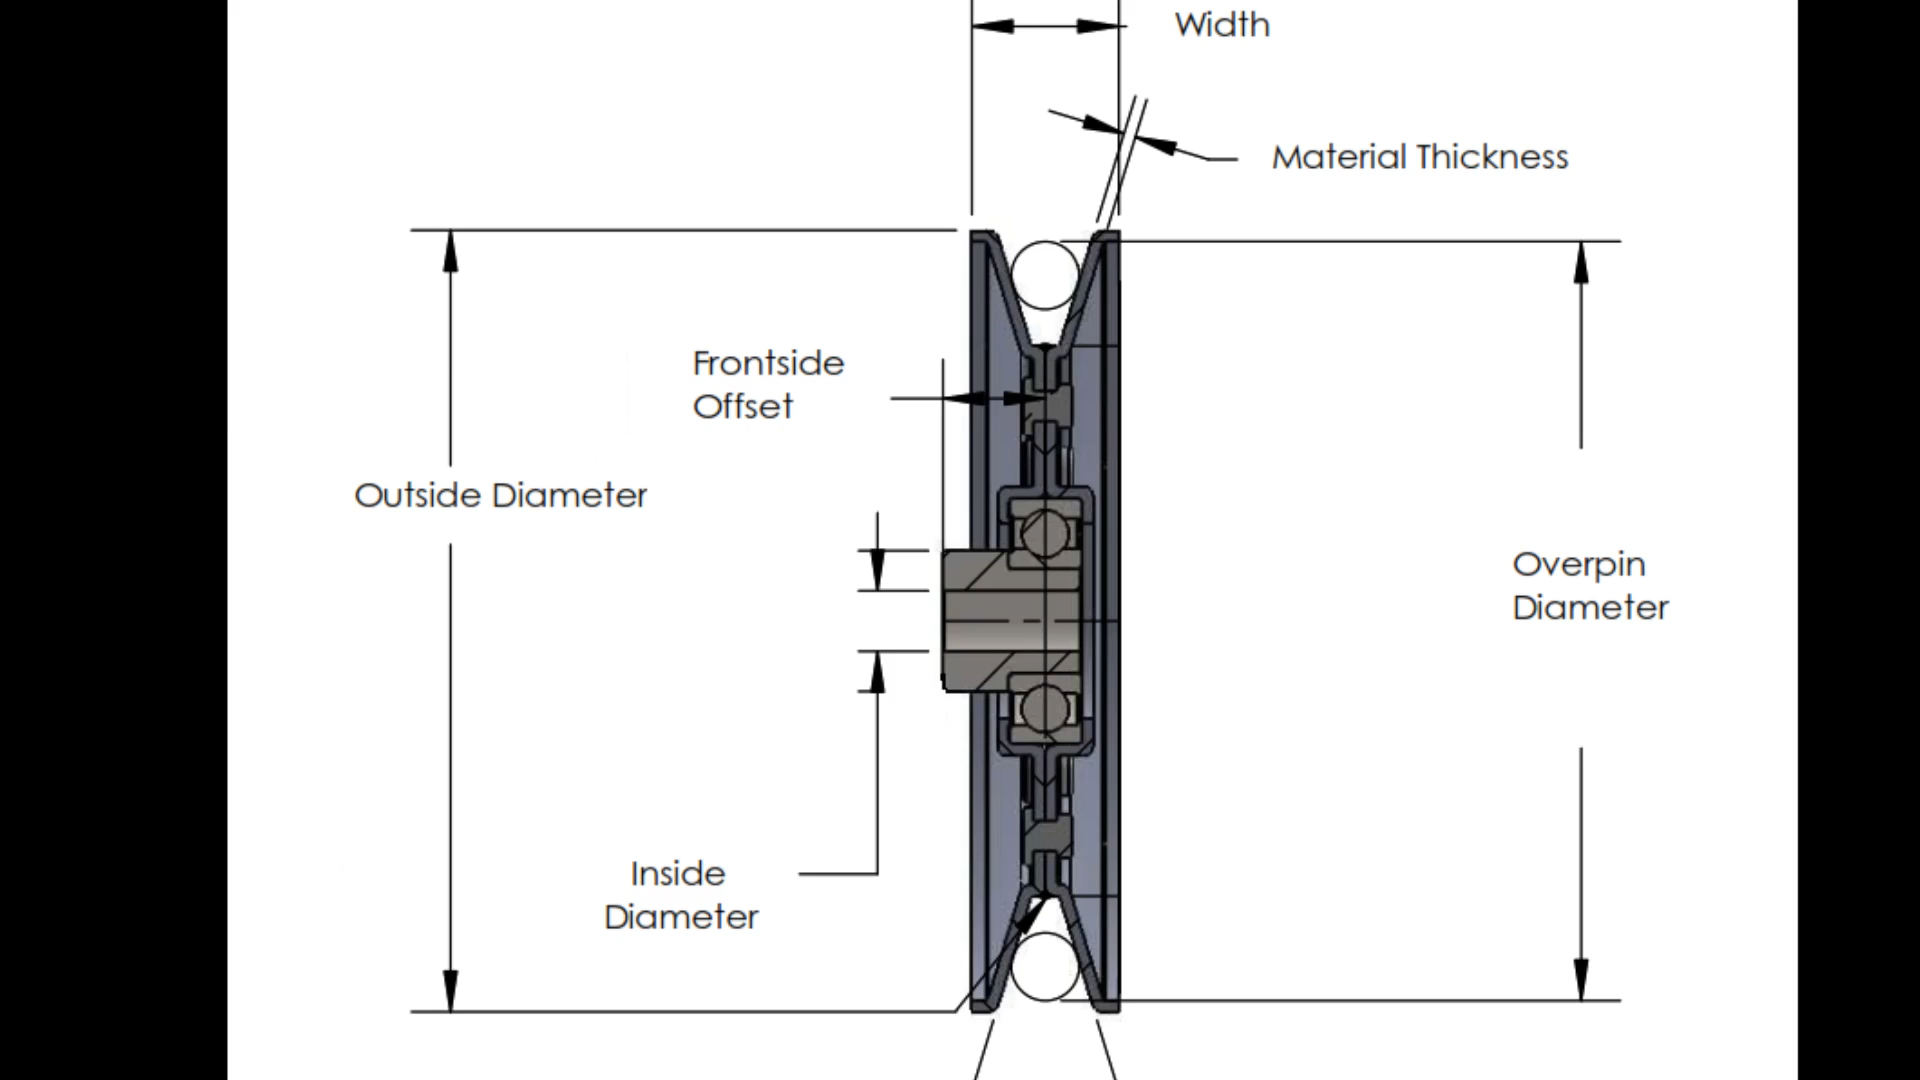 Width
Material Thickness
Frontside
Offset
Outside Diameter
Overpin
Diameter
Inside
Diameter